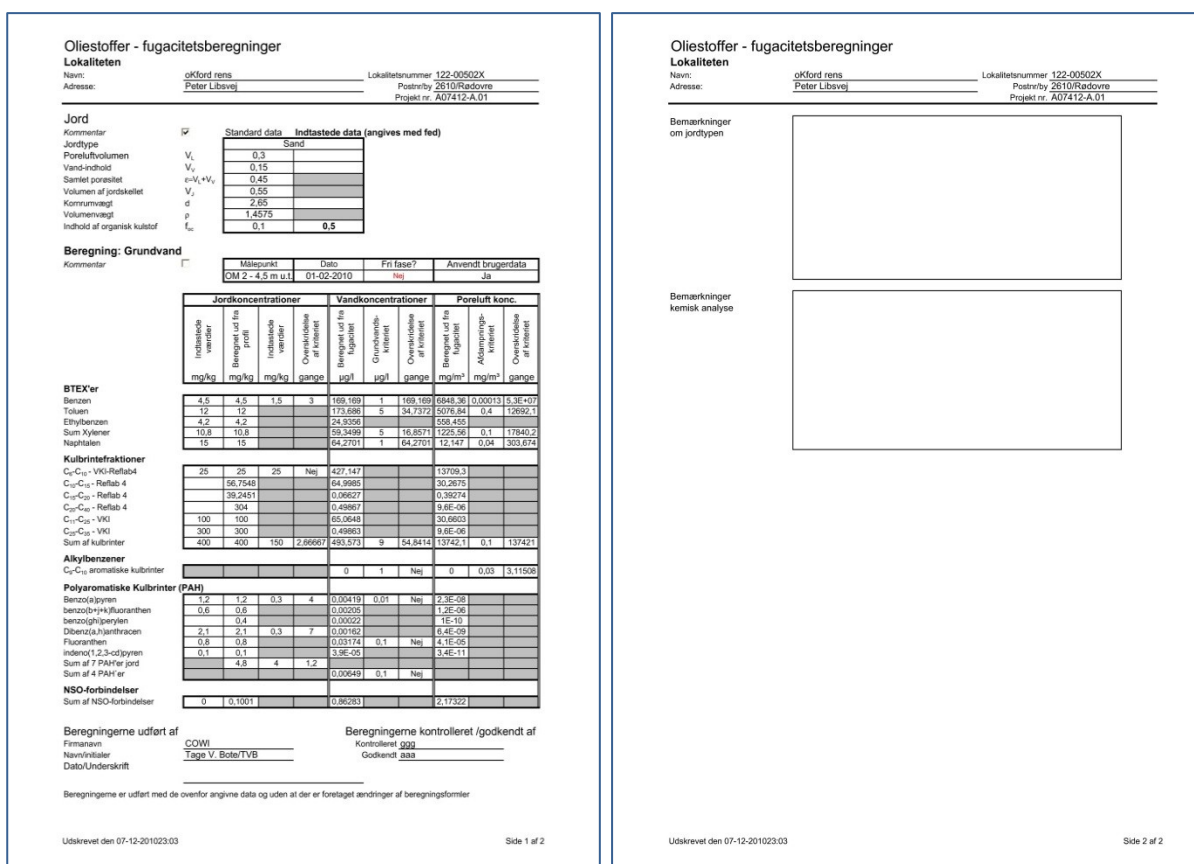 Oliestoffer - fugacitetsberegninger
Lokaliteten
Navn: oKford rens Lokalitetsnummer 122-00502X
Adresse: Peter Libsvej Postnr/by 2610/Rødovre
Projekt nr. A07412-A.01
Jord
Kommentar Standard data Indtastede data (angives med fed)
Jordtype Sand
Poreluftvolumen V_L 0,3
Vand-indhold V_V 0,15
Samlet porøsitet ε=V_L+V_V 0,45
Volumen af jordskellet V_J 0,55
Kornrumvægt d 2,65
Volumenvægt ρ 1,4575
Indhold af organisk kulstof f_oc 0,1 0,5
Beregning: Grundvand
Kommentar Målepunkt Dato Fri fase? Anvendt brugerdata
OM 2 - 4,5 m u.t. 01-02-2010 Nej Ja
Jordkoncentrationer Vandkoncentrationer Poreluft konc.
Indtastede værdier Beregnet ud fra profil Indtastede værdier Overskridelse af kriteriet Beregnet ud fra fugacitet Grundvands-kriteriet Overskridelse af kriteriet Beregnet ud fra fugacitet Afdampnings-kriteriet Overskridelse af kriteriet
mg/kg mg/kg mg/kg gange µg/l µg/l gange mg/m³ mg/m³ gange
BTEX'er
Benzen 4,5 4,5 1,5 3 169,169 1 169,169 6848,36 0,00013 5,3E+07
Toluen 12 12 173,686 5 34,7372 5076,84 0,4 12692,1
Ethylbenzen 4,2 4,2 24,9356 558,455
Sum Xylener 10,8 10,8 59,3499 5 16,8571 1225,56 0,1 17840,2
Naphtalen 15 15 64,2701 1 64,2701 12,147 0,04 303,674
Kulbrintefraktioner
C₆-C₁₀ - VKI-Reflab4 25 25 25 Nej 427,147 13709,3
C₁₀-C₁₅ - Reflab 4 56,7548 64,9985 30,2675
C₁₅-C₂₀ - Reflab 4 39,2451 0,06627 0,39274
C₂₀-C₄₀ - Reflab 4 304 0,49867 9,6E-06
C₁₁-C₂₅ - VKI 100 100 65,0648 30,6603
C₂₅-C₃₅ - VKI 300 300 0,49863 9,6E-06
Sum af kulbrinter 400 400 150 2,66667 493,573 9 54,8414 13742,1 0,1 137421
Alkylbenzener
C₉-C₁₀ aromatiske kulbrinter 0 1 Nej 0 0,03 3,11508
Polyaromatiske Kulbrinter (PAH)
Benzo(a)pyren 1,2 1,2 0,3 4 0,00419 0,01 Nej 2,3E-08
benzo(b+j+k)fluoranthen 0,6 0,6 0,00205 1,2E-06
benzo(ghi)perylen 0,4 0,00022 1E-10
Dibenz(a,h)anthracen 2,1 2,1 0,3 7 0,00162 6,4E-09
Fluoranthen 0,8 0,8 0,03174 0,1 Nej 4,1E-05
indeno(1,2,3-cd)pyren 0,1 0,1 3,9E-05 3,4E-11
Sum af 7 PAH'er jord 4,8 4 1,2
Sum af 4 PAH'er 0,00649 0,1 Nej
NSO-forbindelser
Sum af NSO-forbindelser 0 0,1001 0,86283 2,17322
Beregningerne udført af Beregningerne kontrolleret /godkendt af
Firmanavn COWI Kontrolleret ggg
Navn/initialer Tage V. Bote/TVB Godkendt aaa
Dato/Underskrift
Beregningerne er udført med de ovenfor angivne data og uden at der er foretaget ændringer af beregningsformler
Udskrevet den 07-12-201023:03 Side 1 af 2
Oliestoffer - fugacitetsberegninger
Lokaliteten
Navn: oKford rens Lokalitetsnummer 122-00502X
Adresse: Peter Libsvej Postnr/by 2610/Rødovre
Projekt nr. A07412-A.01
Bemærkninger
om jordtypen
Bemærkninger
kemisk analyse
Udskrevet den 07-12-201023:03 Side 2 af 2